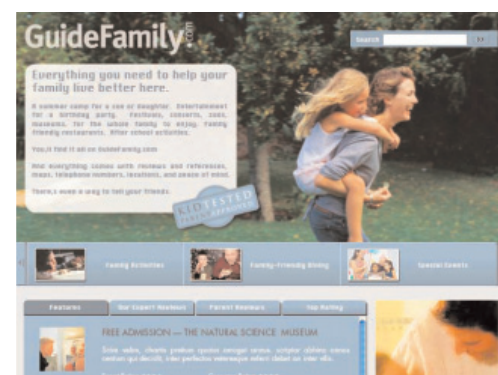 GuideFamily.com
Search
Everything you need to help your
family live better here.
A summer camp for a son or daughter. Entertainment
for a birthday party. Festivals, concerts, zoos,
museums, for the whole family to enjoy. Family
friendly restaurants. After school activities.
You'll find it all on GuideFamily.com
And everything comes with reviews and references,
maps, telephone numbers, locations, and peace of mind.
There's even a way to tell your friends.
KID TESTED
PARENT APPROVED
Family Activities
Family-Friendly Dining
Special Events
Features
Our Expert Reviews
Parent Reviews
Top Rating
FREE ADMISSION — THE NATURAL SCIENCE MUSEUM